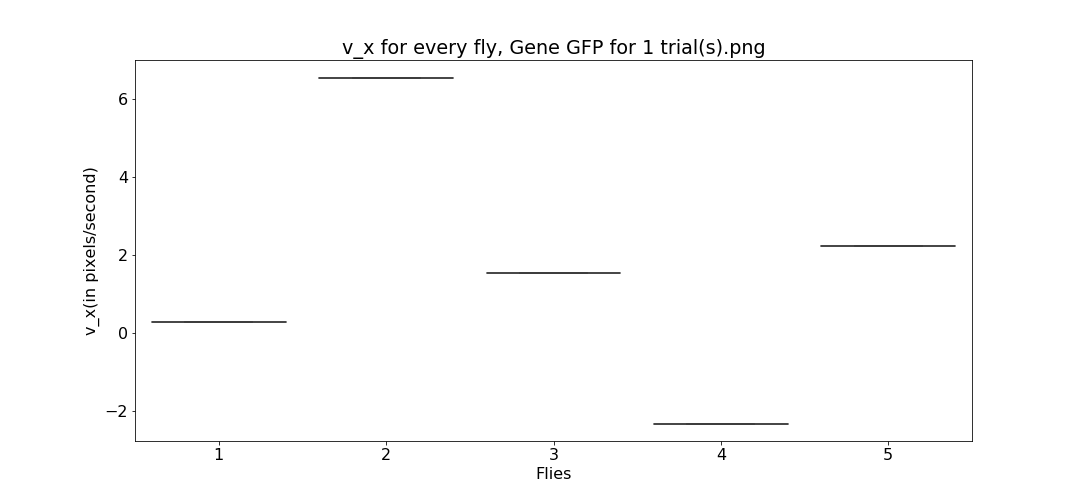 v_x for every fly, Gene GFP for 1 trial(s).png
v_x(in pixels/second)
6
4
2
0
−2
1 2 3 4 5
Flies